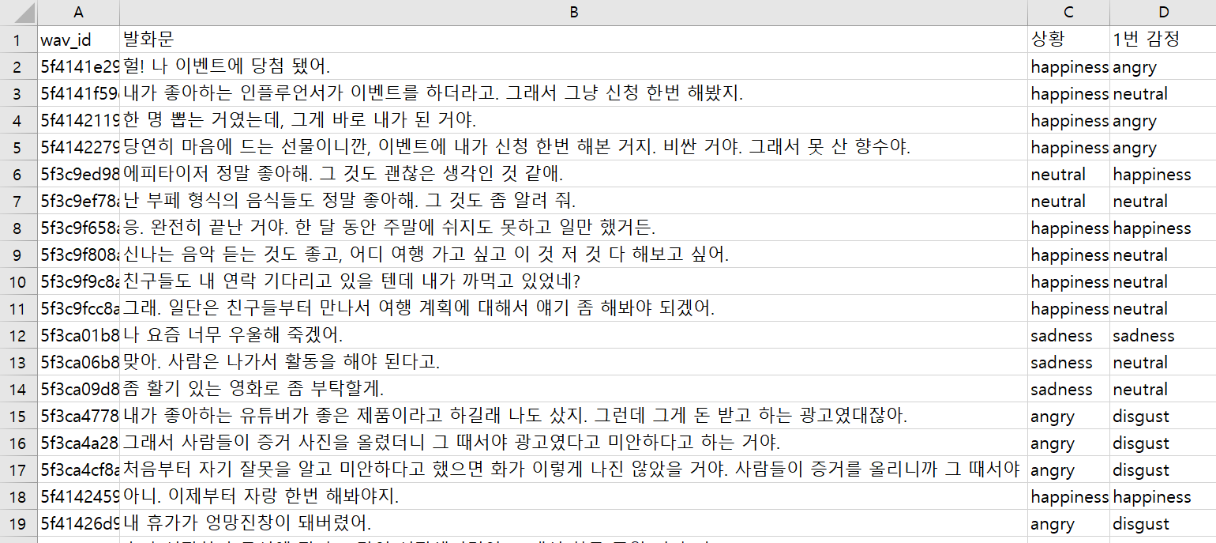 A B C D
1 wav_id 발화문 상황 1번 감정
2 5f4141e29 헐! 나 이벤트에 당첨 됐어. happiness angry
3 5f4141f59 내가 좋아하는 인플루언서가 이벤트를 하더라고. 그래서 그냥 신청 한번 해봤지. happiness neutral
4 5f4142119 한 명 뽑는 거였는데, 그게 바로 내가 된 거야. happiness angry
5 5f4142279 당연히 마음에 드는 선물이니깐, 이벤트에 내가 신청 한번 해본 거지. 비싼 거야. 그래서 못 산 향수야. happiness angry
6 5f3c9ed98 에피타이저 정말 좋아해. 그 것도 괜찮은 생각인 것 같애. neutral happiness
7 5f3c9ef78a 난 부페 형식의 음식들도 정말 좋아해. 그 것도 좀 알려 줘. neutral neutral
8 5f3c9f658a 응. 완전히 끝난 거야. 한 달 동안 주말에 쉬지도 못하고 일만 했거든. happiness happiness
9 5f3c9f808a 신나는 음악 듣는 것도 좋고, 어디 여행 가고 싶고 이 것 저 것 다 해보고 싶어. happiness neutral
10 5f3c9f9c8a 친구들도 내 연락 기다리고 있을 텐데 내가 까먹고 있었네? happiness neutral
11 5f3c9fcc8a 그래. 일단은 친구들부터 만나서 여행 계획에 대해서 얘기 좀 해봐야 되겠어. happiness neutral
12 5f3ca01b8 나 요즘 너무 우울해 죽겠어. sadness sadness
13 5f3ca06b8 맞아. 사람은 나가서 활동을 해야 된다고. sadness neutral
14 5f3ca09d8 좀 활기 있는 영화로 좀 부탁할게. sadness neutral
15 5f3ca4778 내가 좋아하는 유튜버가 좋은 제품이라고 하길래 나도 샀지. 그런데 그게 돈 받고 하는 광고였대잖아. angry disgust
16 5f3ca4a28 그래서 사람들이 증거 사진을 올렸더니 그 때서야 광고였다고 미안하다고 하는 거야. angry disgust
17 5f3ca4cf8a 처음부터 자기 잘못을 알고 미안하다고 했으면 화가 이렇게 나진 않았을 거야. 사람들이 증거를 올리니까 그 때서야 angry disgust
18 5f4142459 아니. 이제부터 자랑 한번 해봐야지. happiness happiness
19 5f41426d9 내 휴가가 엉망진창이 돼버렸어. angry disgust